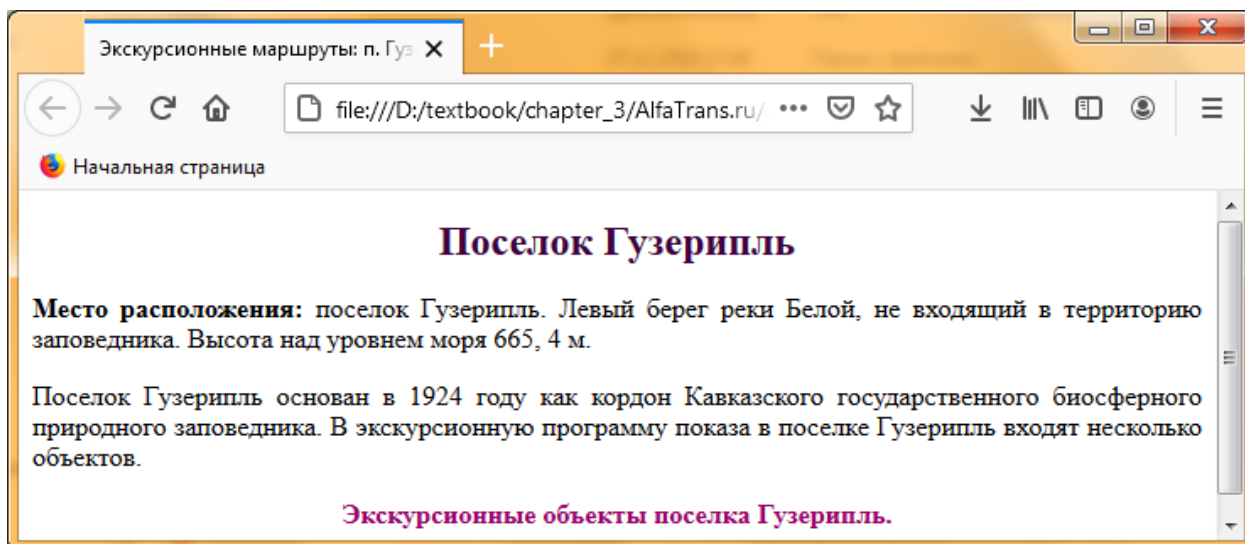 Экскурсионные маршруты: п. Гуз
file:///D:/textbook/chapter_3/AlfaTrans.ru/
Начальная страница
Поселок Гузерипль
Место расположения: поселок Гузерипль. Левый берег реки Белой, не входящий в территорию
заповедника. Высота над уровнем моря 665, 4 м.
Поселок Гузерипль основан в 1924 году как кордон Кавказского государственного биосферного
природного заповедника. В экскурсионную программу показа в поселке Гузерипль входят несколько
объектов.
Экскурсионные объекты поселка Гузерипль.